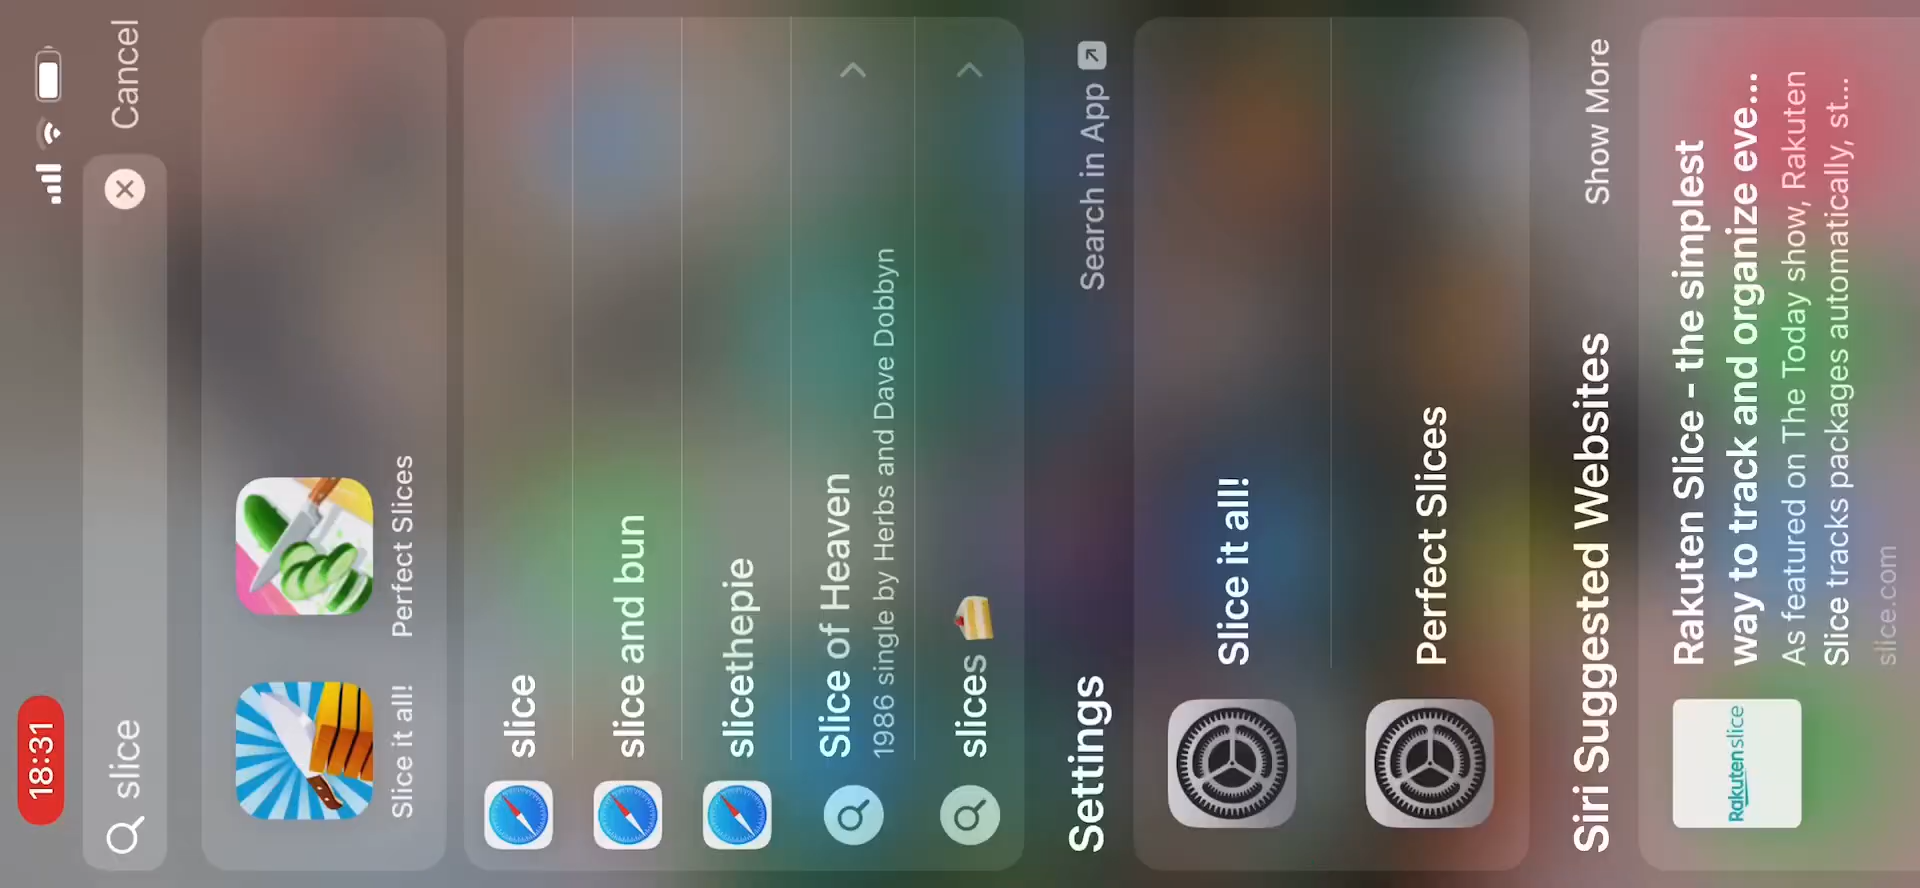 18:31
slice
Cancel
Slice it all!
Perfect Slices
slice
slice and bun
slicethepie
Slice of Heaven
1986 single by Herbs and Dave Dobbyn
slices 🍰
Settings
Search in App
Slice it all!
Perfect Slices
Siri Suggested Websites
Show More
Rakuten slice
Rakuten Slice - the simplest
way to track and organize eve...
As featured on The Today show, Rakuten
Slice tracks packages automatically, st...
slice.com